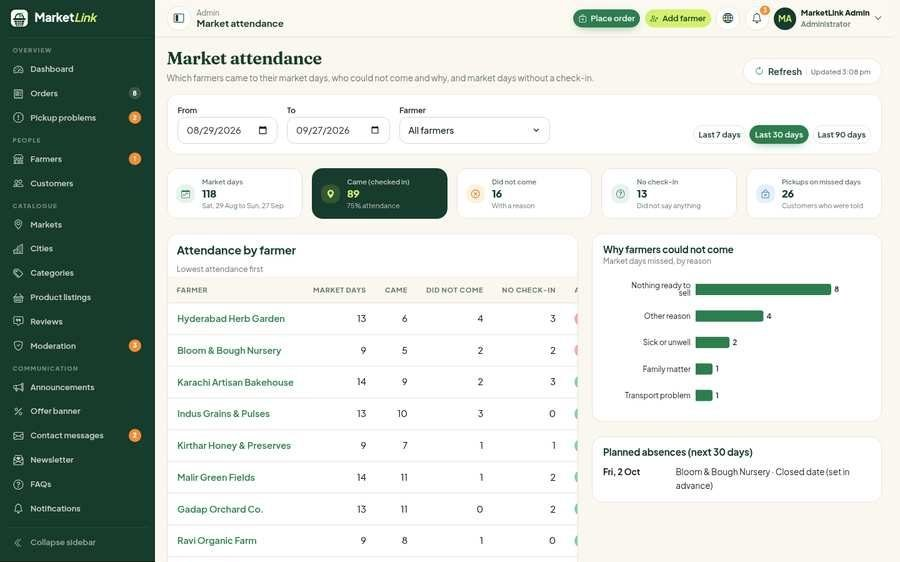 MarketLink
OVERVIEW
Dashboard
Orders 8
Pickup problems 2
PEOPLE
Farmers 1
Customers
CATALOGUE
Markets
Cities
Categories
Product listings
Reviews
Moderation 3
COMMUNICATION
Announcements
Offer banner
Contact messages 2
Newsletter
FAQs
Notifications
Collapse sidebar
Admin
Market attendance
Place order
Add farmer
3
MA
MarketLink Admin
Administrator
Market attendance
Which farmers came to their market days, who could not come and why, and market days without a check-in.
Refresh Updated 3:08 pm
From
08/29/2026
To
09/27/2026
Farmer
All farmers
Last 7 days
Last 30 days
Last 90 days
Market days
118
Sat, 29 Aug to Sun, 27 Sep
Came (checked in)
89
75% attendance
Did not come
16
With a reason
No check-in
13
Did not say anything
Pickups on missed days
26
Customers who were told
Attendance by farmer
Lowest attendance first
FARMER MARKET DAYS CAME DID NOT COME NO CHECK-IN
Hyderabad Herb Garden 13 6 4 3
Bloom & Bough Nursery 9 5 2 2
Karachi Artisan Bakehouse 14 9 2 3
Indus Grains & Pulses 13 10 3 0
Kirthar Honey & Preserves 9 7 1 1
Malir Green Fields 14 11 1 2
Gadap Orchard Co. 13 11 0 2
Ravi Organic Farm 9 8 1 0
Why farmers could not come
Market days missed, by reason
Nothing ready to
sell 8
Other reason 4
Sick or unwell 2
Family matter 1
Transport problem 1
Planned absences (next 30 days)
Fri, 2 Oct Bloom & Bough Nursery · Closed date (set in
advance)